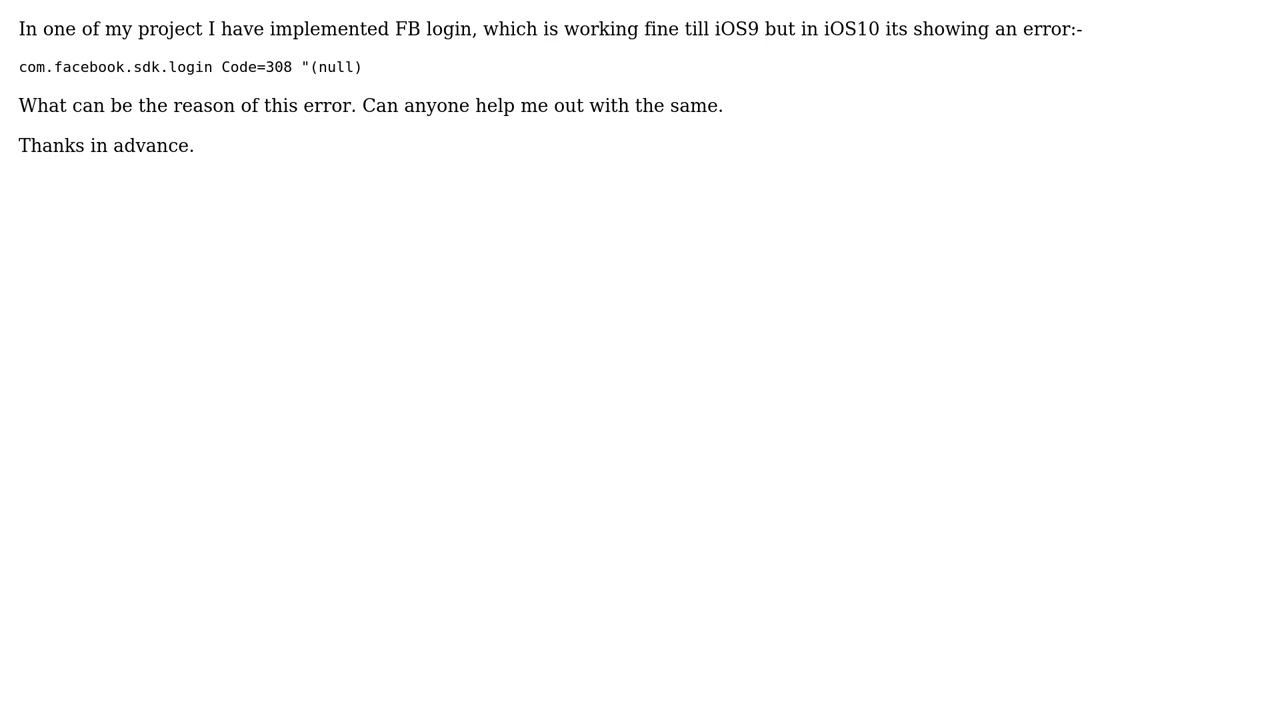 In one of my project I have implemented FB login, which is working fine till iOS9 but in iOS10 its showing an error:-
com.facebook.sdk.login Code=308 "(null)
What can be the reason of this error. Can anyone help me out with the same.
Thanks in advance.